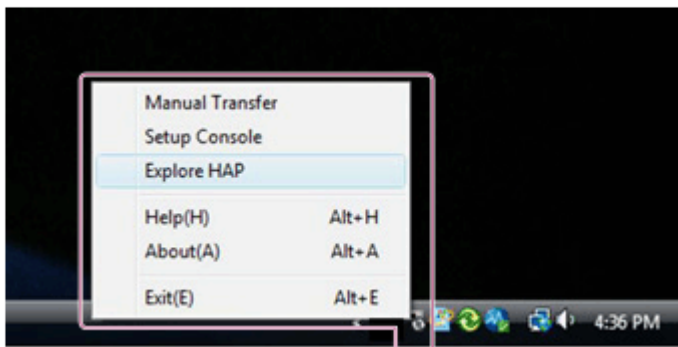 Manual Transfer
Setup Console
Explore HAP
Help(H) Alt+H
About(A) Alt+A
Exit(E) Alt+E
4:36 PM